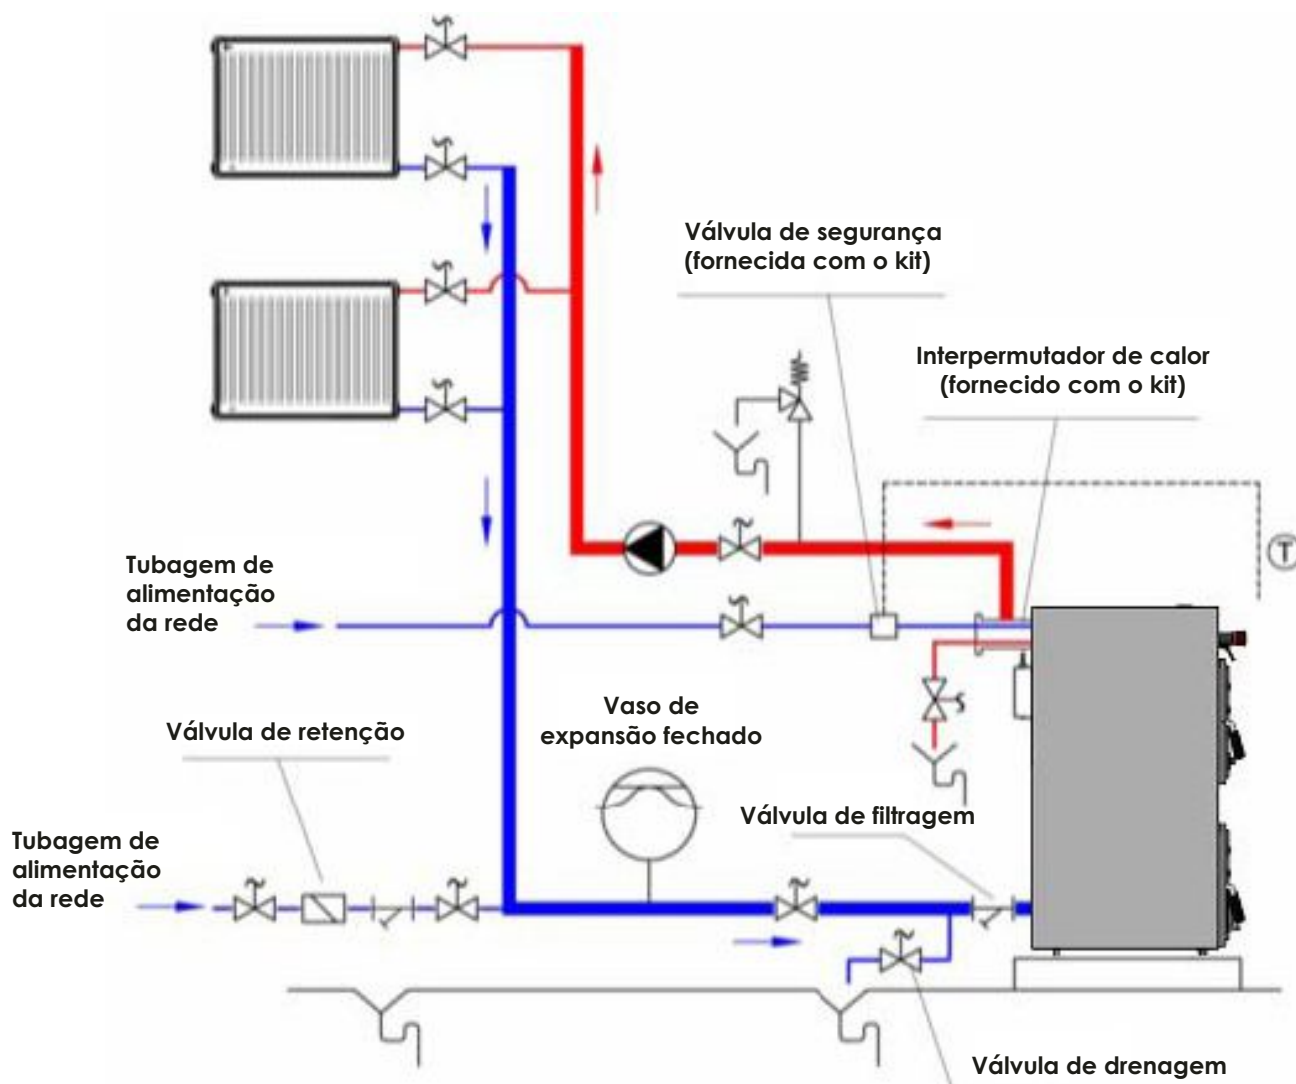 Válvula de segurança
(fornecida com o kit)
Interpermutador de calor
(fornecido com o kit)
T
Tubagem de
alimentação
da rede
Vaso de
expansão fechado
Válvula de retenção
Válvula de filtragem
Tubagem de
alimentação
da rede
Válvula de drenagem